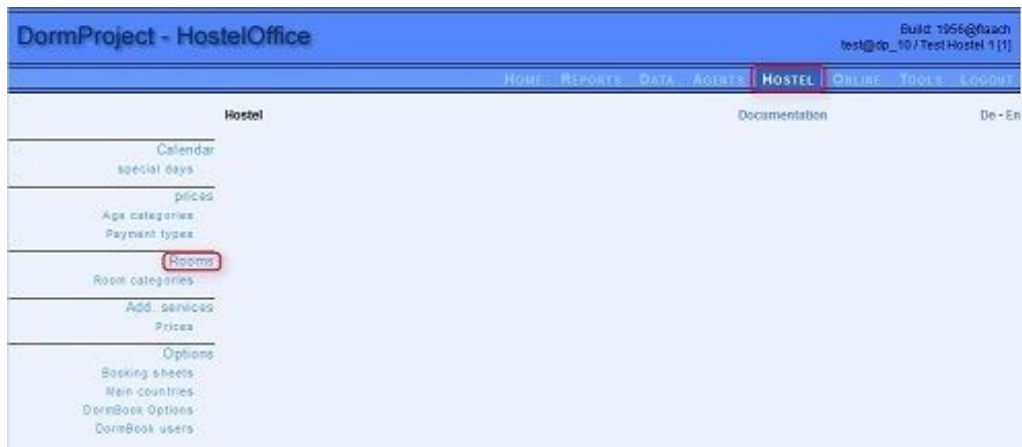 DormProject - HostelOffice
Build: 1956@flaach
test@dp_10 / Test Hostel 1 [1]
HOME REPORTS DATA AGENTS HOSTEL ONLINE TOOLS LOGOUT
Hostel Documentation De - En
Calendar
special days
prices
Age categories
Payment types
Rooms
Room categories
Add. services
Prices
Options
Booking sheets
Main countries
DormBook Options
DormBook users